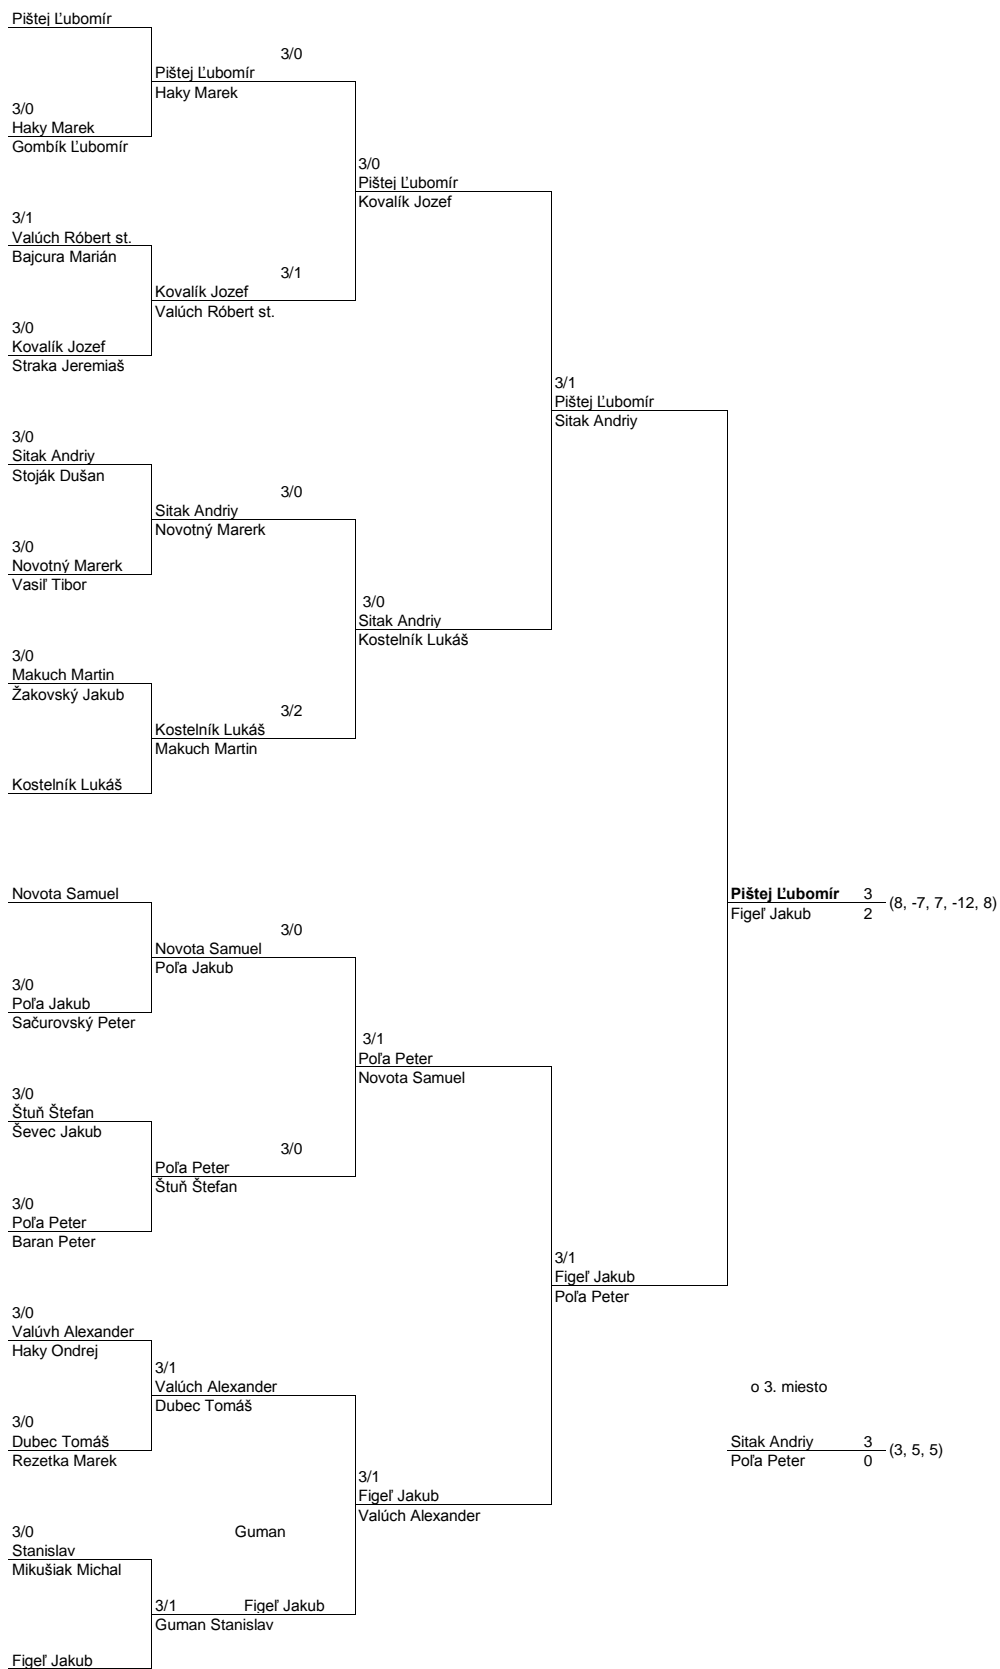 Pištej Ľubomír
3/0
Pištej Ľubomír
Haky Marek
3/0
Haky Marek
Gombík Ľubomír
3/0
Pištej Ľubomír
Kovalík Jozef
3/1
Valúch Róbert st.
Bajcura Marián
3/1
Kovalík Jozef
Valúch Róbert st.
3/0
Kovalík Jozef
Straka Jeremiaš
3/1
Pištej Ľubomír
Sitak Andriy
3/0
Sitak Andriy
Stoják Dušan
3/0
Sitak Andriy
Novotný Marerk
3/0
Novotný Marerk
Vasiľ Tibor
3/0
Sitak Andriy
Kostelník Lukáš
3/0
Makuch Martin
Žakovský Jakub
3/2
Kostelník Lukáš
Makuch Martin
Kostelník Lukáš
Novota Samuel
Pištej Ľubomír 3
(8, -7, 7, -12, 8)
Figeľ Jakub 2
3/0
Novota Samuel
Poľa Jakub
3/0
Poľa Jakub
Sačurovský Peter
3/1
Poľa Peter
Novota Samuel
3/0
Štuň Štefan
Ševec Jakub
3/0
Poľa Peter
Štuň Štefan
3/0
Poľa Peter
Baran Peter
3/1
Figeľ Jakub
Poľa Peter
3/0
Valúvh Alexander
Haky Ondrej
3/1
Valúch Alexander
Dubec Tomáš
o 3. miesto
3/0
Dubec Tomáš
Rezetka Marek
Sitak Andriy 3
(3, 5, 5)
Poľa Peter 0
3/1
Figeľ Jakub
Valúch Alexander
3/0 Guman
Stanislav
Mikušiak Michal
3/1 Figeľ Jakub
Guman Stanislav
Figeľ Jakub